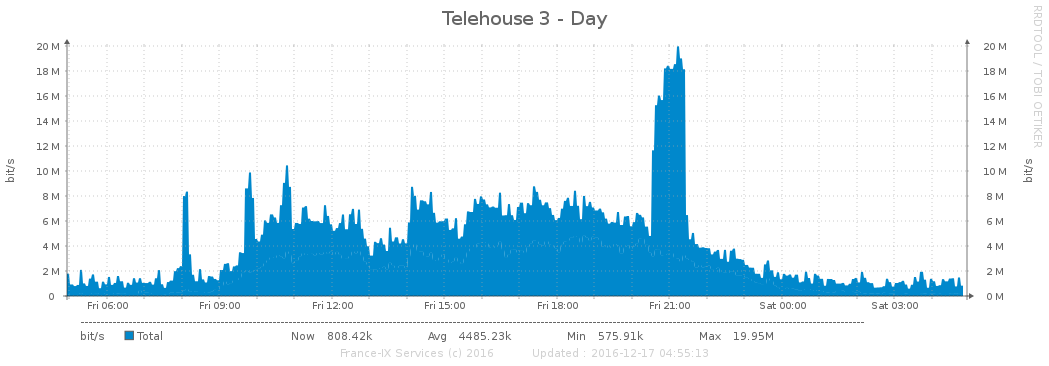 Telehouse 3 - Day
RRDTOOL / TOBI OETIKER
bit/s
bit/s
20 M 20 M
18 M 18 M
16 M 16 M
14 M 14 M
12 M 12 M
10 M 10 M
8 M 8 M
6 M 6 M
4 M 4 M
2 M 2 M
0 0 M
Fri 06:00 Fri 09:00 Fri 12:00 Fri 15:00 Fri 18:00 Fri 21:00 Sat 00:00 Sat 03:00
bit/s Total Now 808.42k Avg 4485.23k Min 575.91k Max 19.95M
France-IX Services (c) 2016 Updated : 2016-12-17 04:55:13